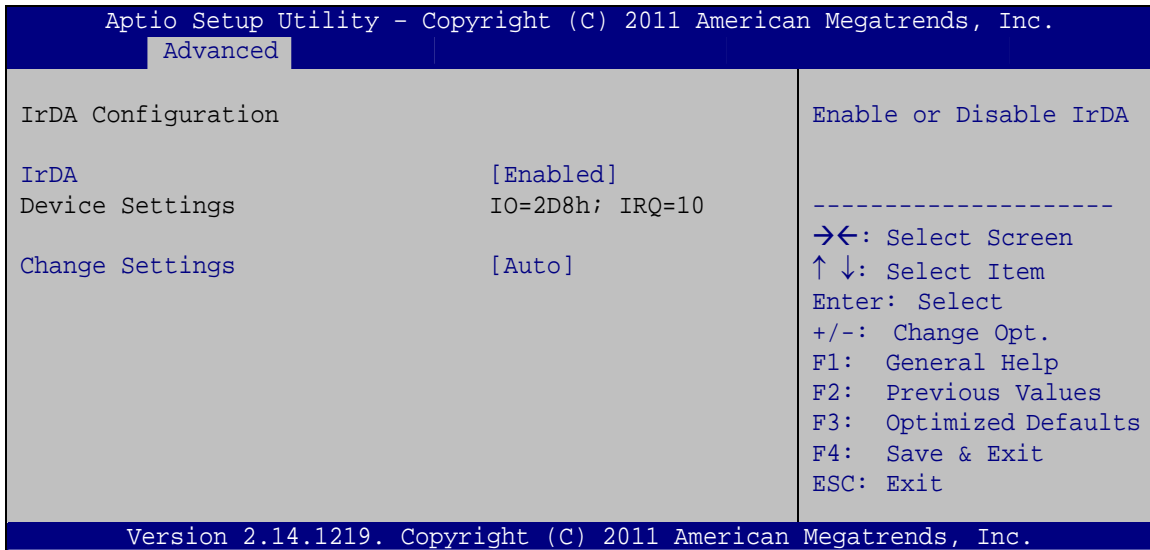 Aptio Setup Utility – Copyright (C) 2011 American Megatrends, Inc.
Advanced
IrDA Configuration
IrDA [Enabled]
Device Settings IO=2D8h; IRQ=10
Change Settings [Auto]
Enable or Disable IrDA
---------------------
→←: Select Screen
↑ ↓: Select Item
Enter: Select
+/-: Change Opt.
F1: General Help
F2: Previous Values
F3: Optimized Defaults
F4: Save & Exit
ESC: Exit
Version 2.14.1219. Copyright (C) 2011 American Megatrends, Inc.